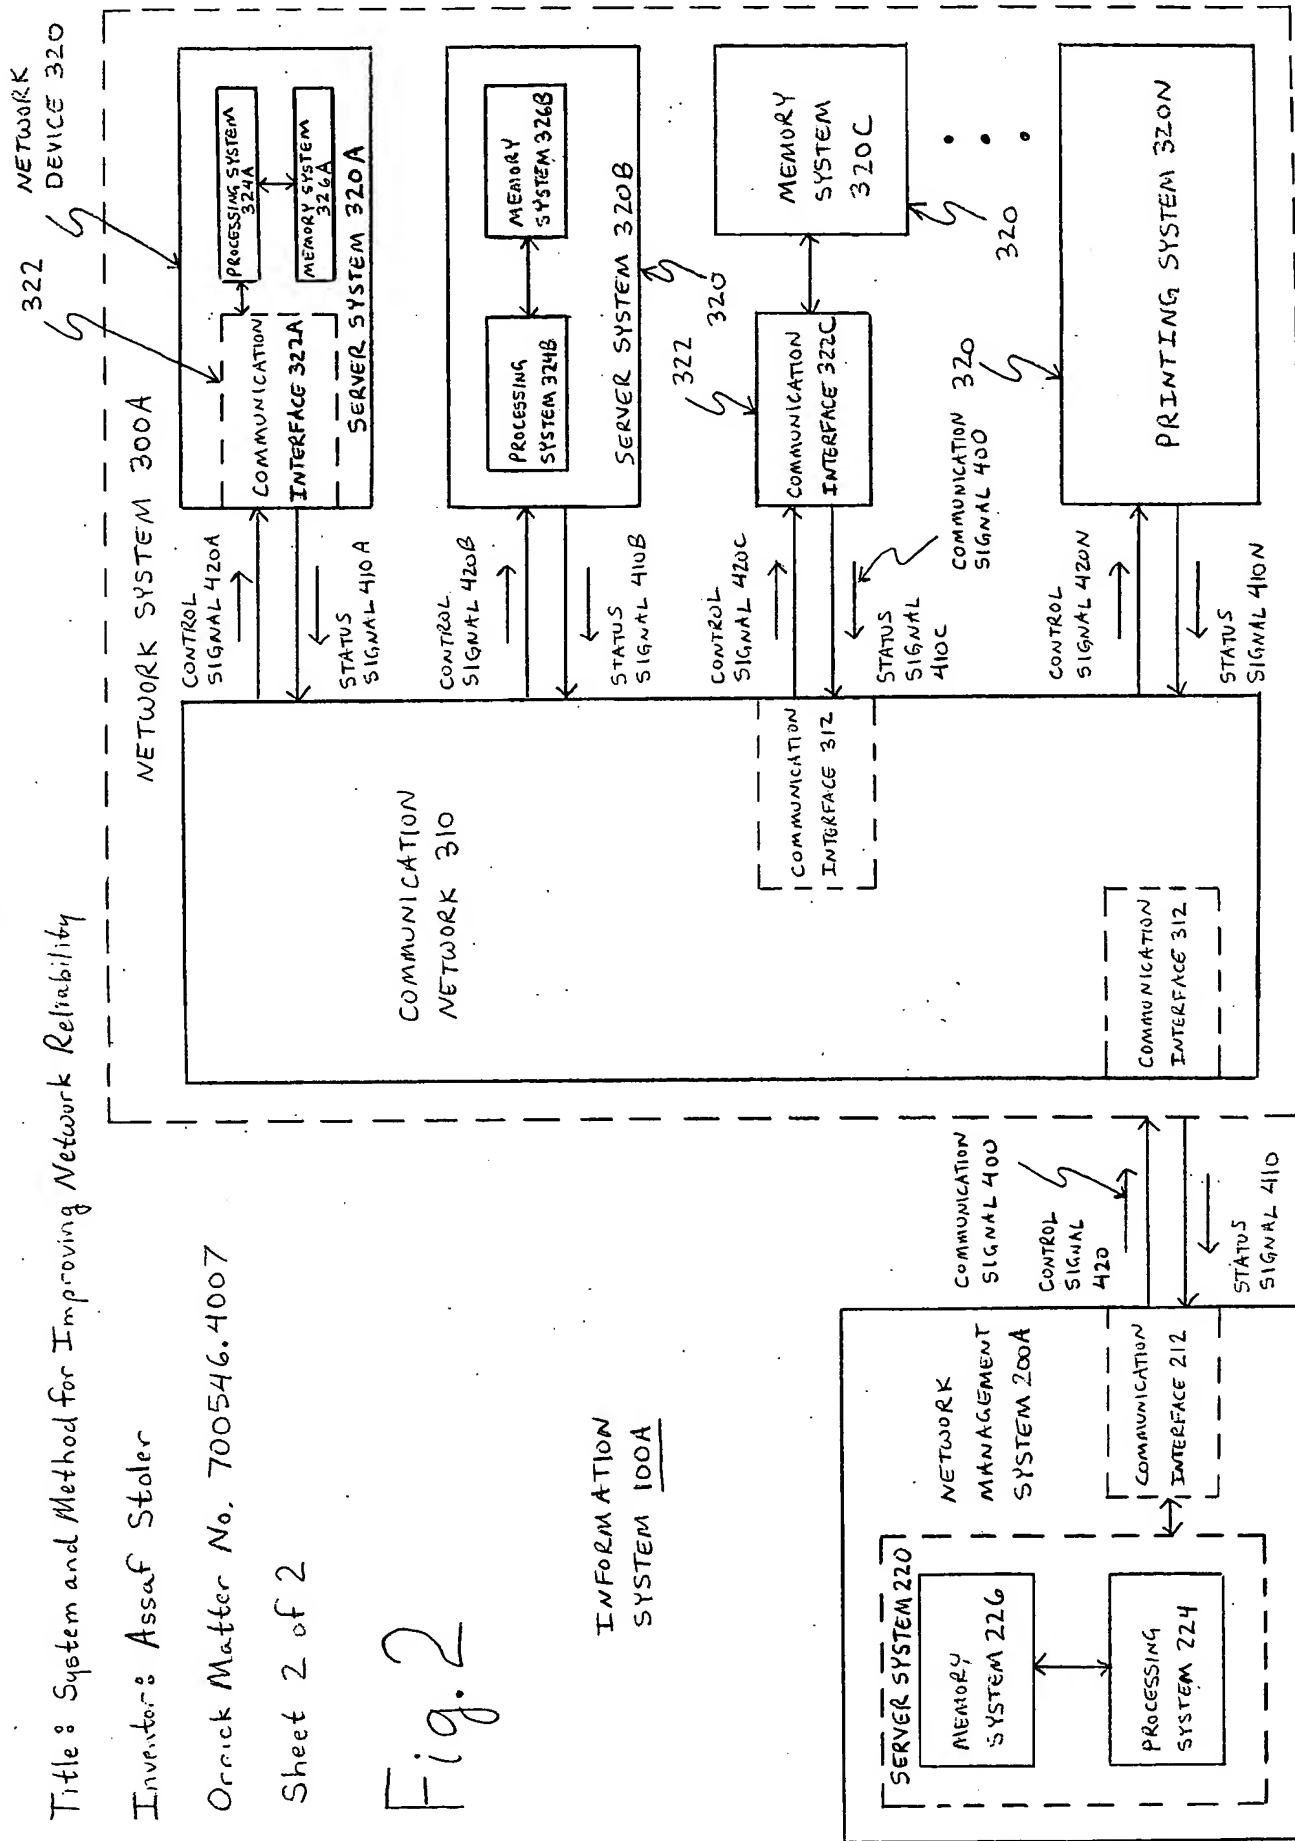 Title: System and Method for Improving Network Reliability
Inventor: Assaf Stoler
Orrick Matter No. 700546.4007
Sheet 2 of 2
Fig. 2
INFORMATION
SYSTEM 100A
NETWORK
MANAGEMENT
SYSTEM 200A
SERVER SYSTEM 220
MEMORY
SYSTEM 226
PROCESSING
SYSTEM 224
COMMUNICATION
INTERFACE 212
COMMUNICATION
SIGNAL 400
CONTROL
SIGNAL
420
STATUS
SIGNAL 410
NETWORK SYSTEM 300A
COMMUNICATION
NETWORK 310
COMMUNICATION
INTERFACE 312
COMMUNICATION
INTERFACE 312
CONTROL
SIGNAL 420A
STATUS
SIGNAL 410A
CONTROL
SIGNAL 420B
STATUS
SIGNAL 410B
CONTROL
SIGNAL 420C
STATUS
SIGNAL
410C
COMMUNICATION
SIGNAL 400
CONTROL
SIGNAL 420N
STATUS
SIGNAL 410N
322
NETWORK
DEVICE 320
COMMUNICATION
INTERFACE 322A
PROCESSING SYSTEM
324A
MEMORY SYSTEM
326A
SERVER SYSTEM 320A
PROCESSING
SYSTEM 324B
MEMORY
SYSTEM 326B
SERVER SYSTEM 320B
320
322
COMMUNICATION
INTERFACE 322C
MEMORY
SYSTEM
320C
320
320
PRINTING SYSTEM 320N